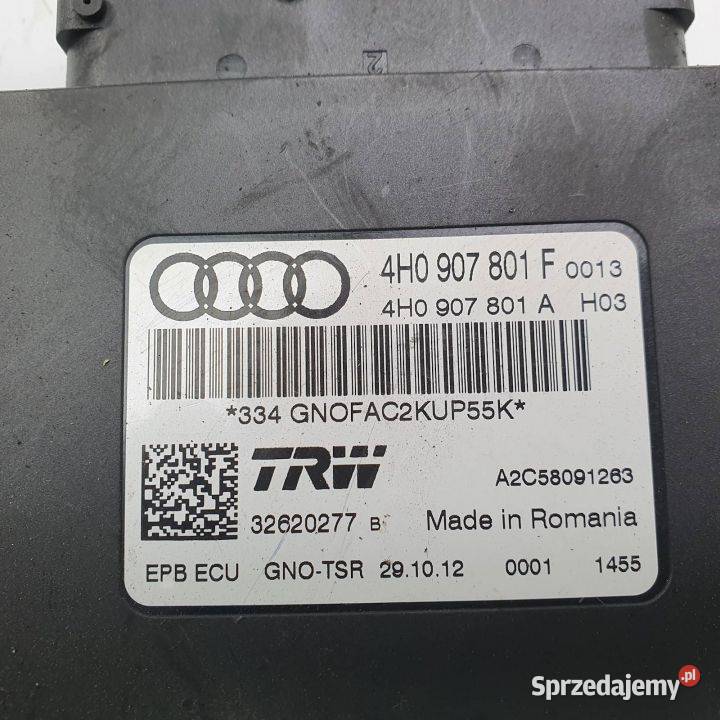 2
4H0 907 801 F 0013
4H0 907 801 A H03
*334 GNOFAC2KUP55K*
TRW A2C58091263
32620277 B Made in Romania
EPB ECU GNO-TSR 29.10.12 0001 1455
Sprzedajemy.pl